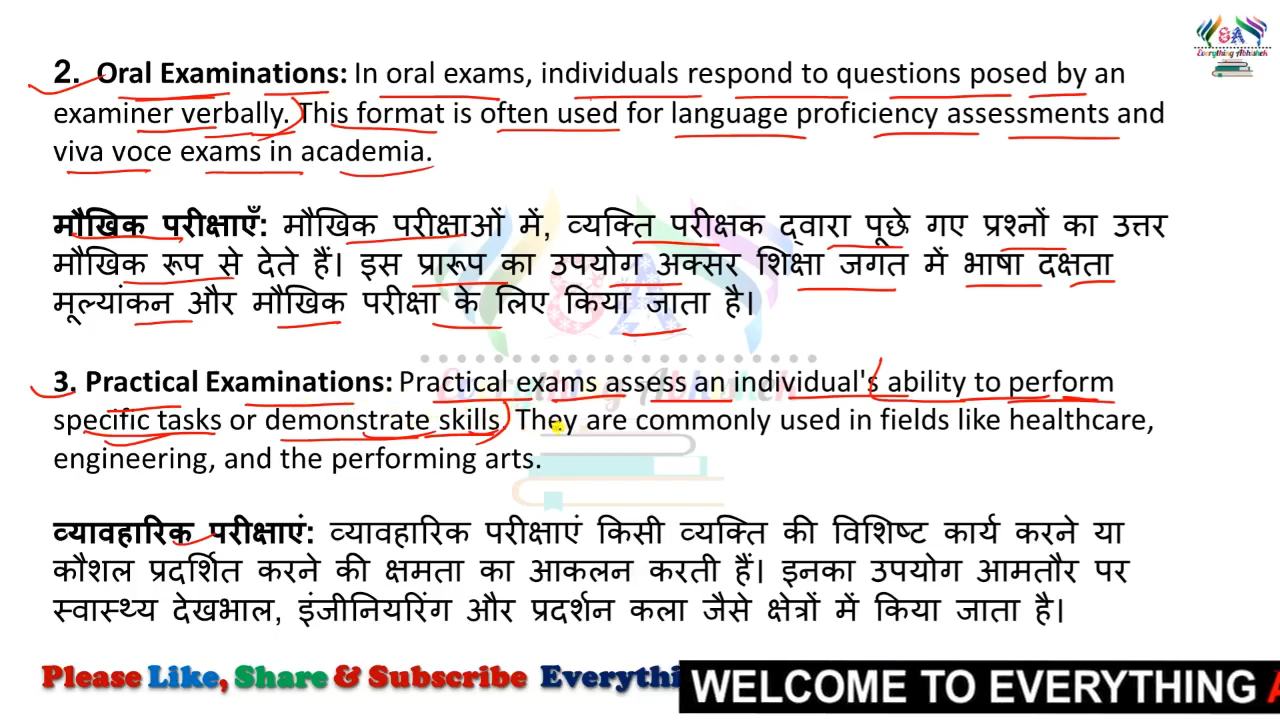 &A
Everything Abhishek
2. Oral Examinations: In oral exams, individuals respond to questions posed by an
examiner verbally. This format is often used for language proficiency assessments and
viva voce exams in academia.
मौखिक परीक्षाएँ: मौखिक परीक्षाओं में, व्यक्ति परीक्षक द्वारा पूछे गए प्रश्नों का उत्तर
मौखिक रूप से देते हैं। इस प्रारूप का उपयोग अक्सर शिक्षा जगत में भाषा दक्षता
मूल्यांकन और मौखिक परीक्षा के लिए किया जाता है।
&A
Everything Abhishek
3. Practical Examinations: Practical exams assess an individual's ability to perform
specific tasks or demonstrate skills. They are commonly used in fields like healthcare,
engineering, and the performing arts.
व्यावहारिक परीक्षाएं: व्यावहारिक परीक्षाएं किसी व्यक्ति की विशिष्ट कार्य करने या
कौशल प्रदर्शित करने की क्षमता का आकलन करती हैं। इनका उपयोग आमतौर पर
स्वास्थ्य देखभाल, इंजीनियरिंग और प्रदर्शन कला जैसे क्षेत्रों में किया जाता है।
Please Like, Share & Subscribe Everythi
WELCOME TO EVERYTHING A